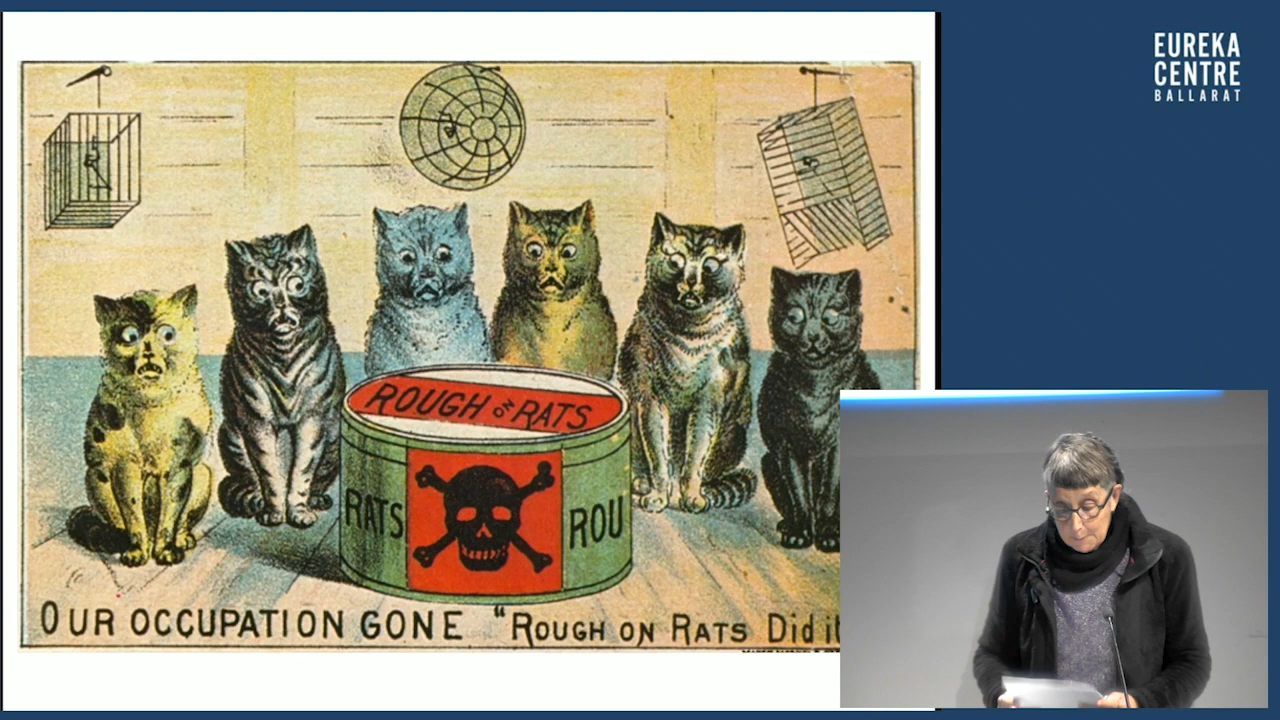 EUREKA
CENTRE
BALLARAT
ROUGH ON RATS
RATS
ROU
OUR OCCUPATION GONE "ROUGH ON RATS Did it